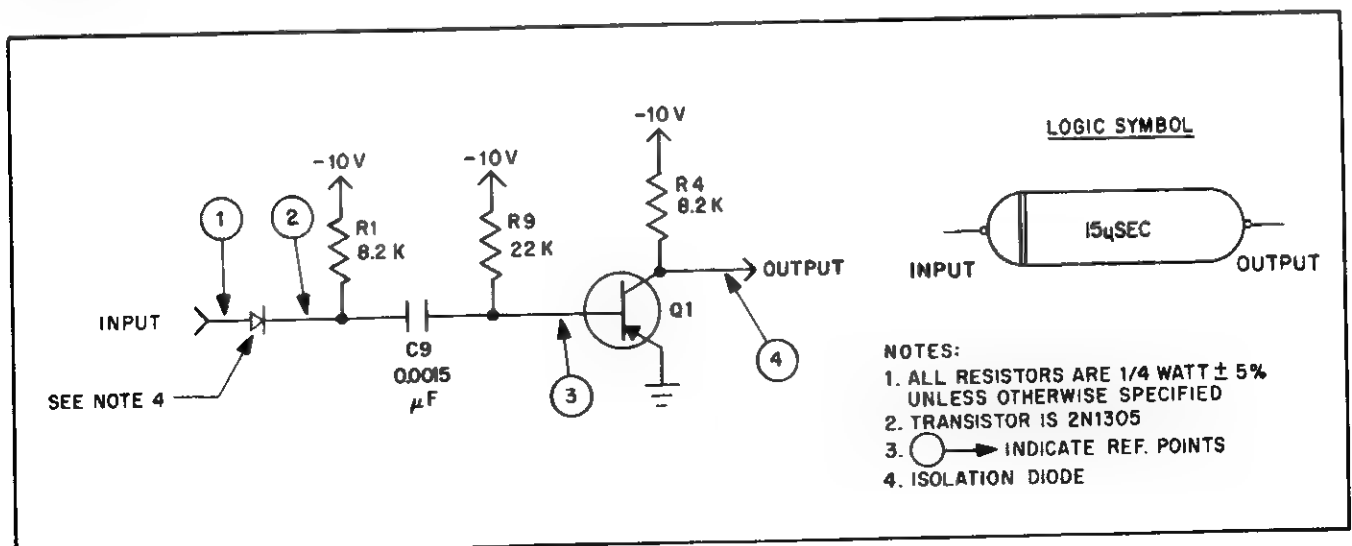 -10V
-10V
-10V
R1
8.2 K
R9
22 K
R4
8.2 K
1
2
INPUT
SEE NOTE 4
C9
0.0015
μF
3
Q1
OUTPUT
4
LOGIC SYMBOL
15μSEC
INPUT
OUTPUT
NOTES:
1. ALL RESISTORS ARE 1/4 WATT ± 5%
UNLESS OTHERWISE SPECIFIED
2. TRANSISTOR IS 2N1305
3. INDICATE REF. POINTS
4. ISOLATION DIODE